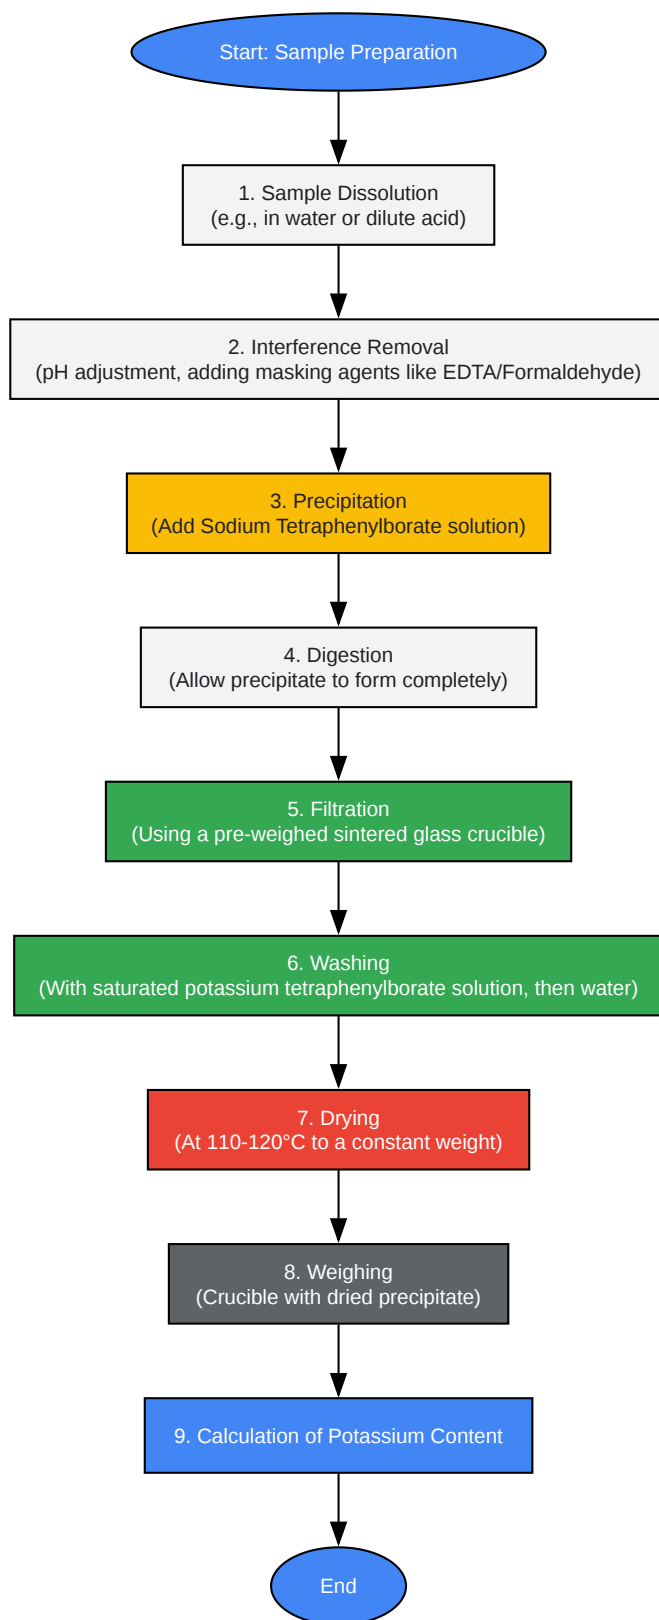 Start: Sample Preparation
1. Sample Dissolution
(e.g., in water or dilute acid)
2. Interference Removal
(pH adjustment, adding masking agents like EDTA/Formaldehyde)
3. Precipitation
(Add Sodium Tetraphenylborate solution)
4. Digestion
(Allow precipitate to form completely)
5. Filtration
(Using a pre-weighed sintered glass crucible)
6. Washing
(With saturated potassium tetraphenylborate solution, then water)
7. Drying
(At 110-120°C to a constant weight)
8. Weighing
(Crucible with dried precipitate)
9. Calculation of Potassium Content
End